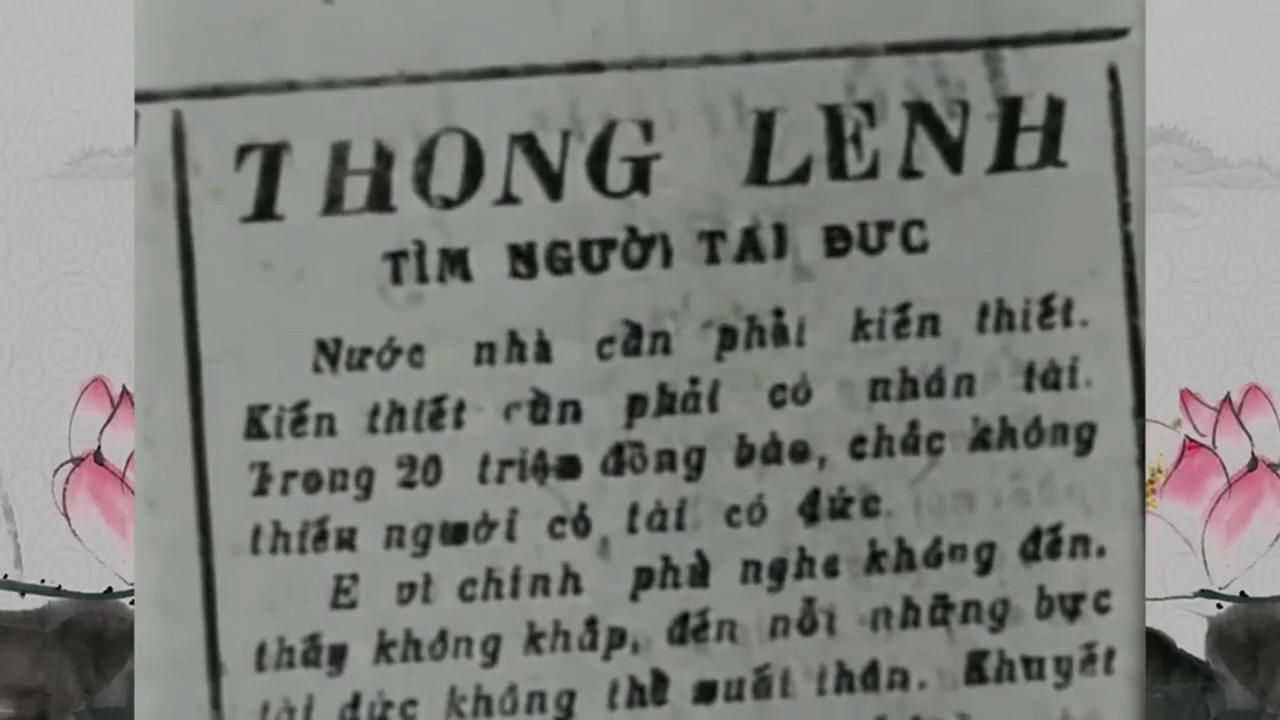 THONG LENH
TÌM NGƯỜI TÁI ĐƯC
Nước nhà cần phải kiến thiết.
Kiến thiết cần phải có nhân tài.
Trong 20 triệu đồng bào, chắc không
thiếu người có tài có đức.
E vì chính phủ nghe không đến,
thấy không khắp, đến nỗi những bực
tài đức không thể xuất thân. Khuyết